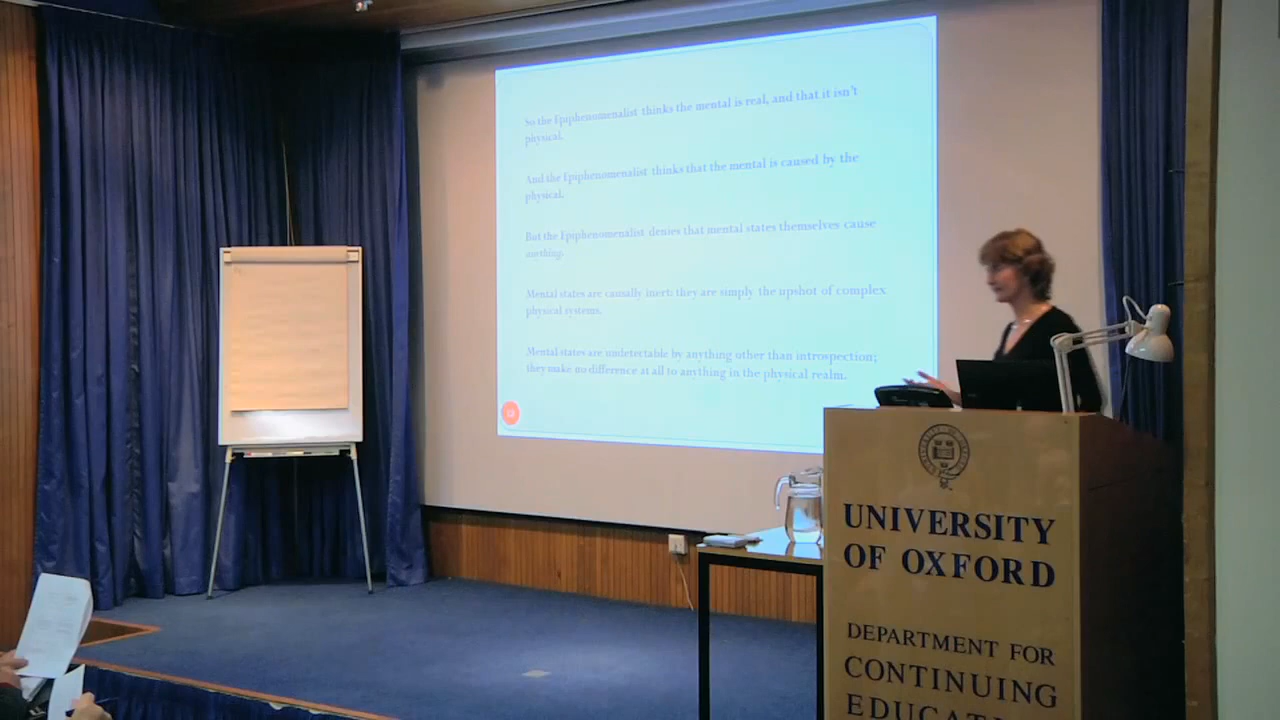 So the Epiphenomenalist thinks the mental is real, and that it isn't
physical.
And the Epiphenomenalist thinks that the mental is caused by the
physical.
But the Epiphenomenalist denies that mental states themselves cause
anything.
Mental states are causally inert: they are simply the upshot of complex
physical systems.
Mental states are undetectable by anything other than introspection;
they make no difference at all to anything in the physical realm.
UNIVERSITY
OF OXFORD
DEPARTMENT FOR
CONTINUING